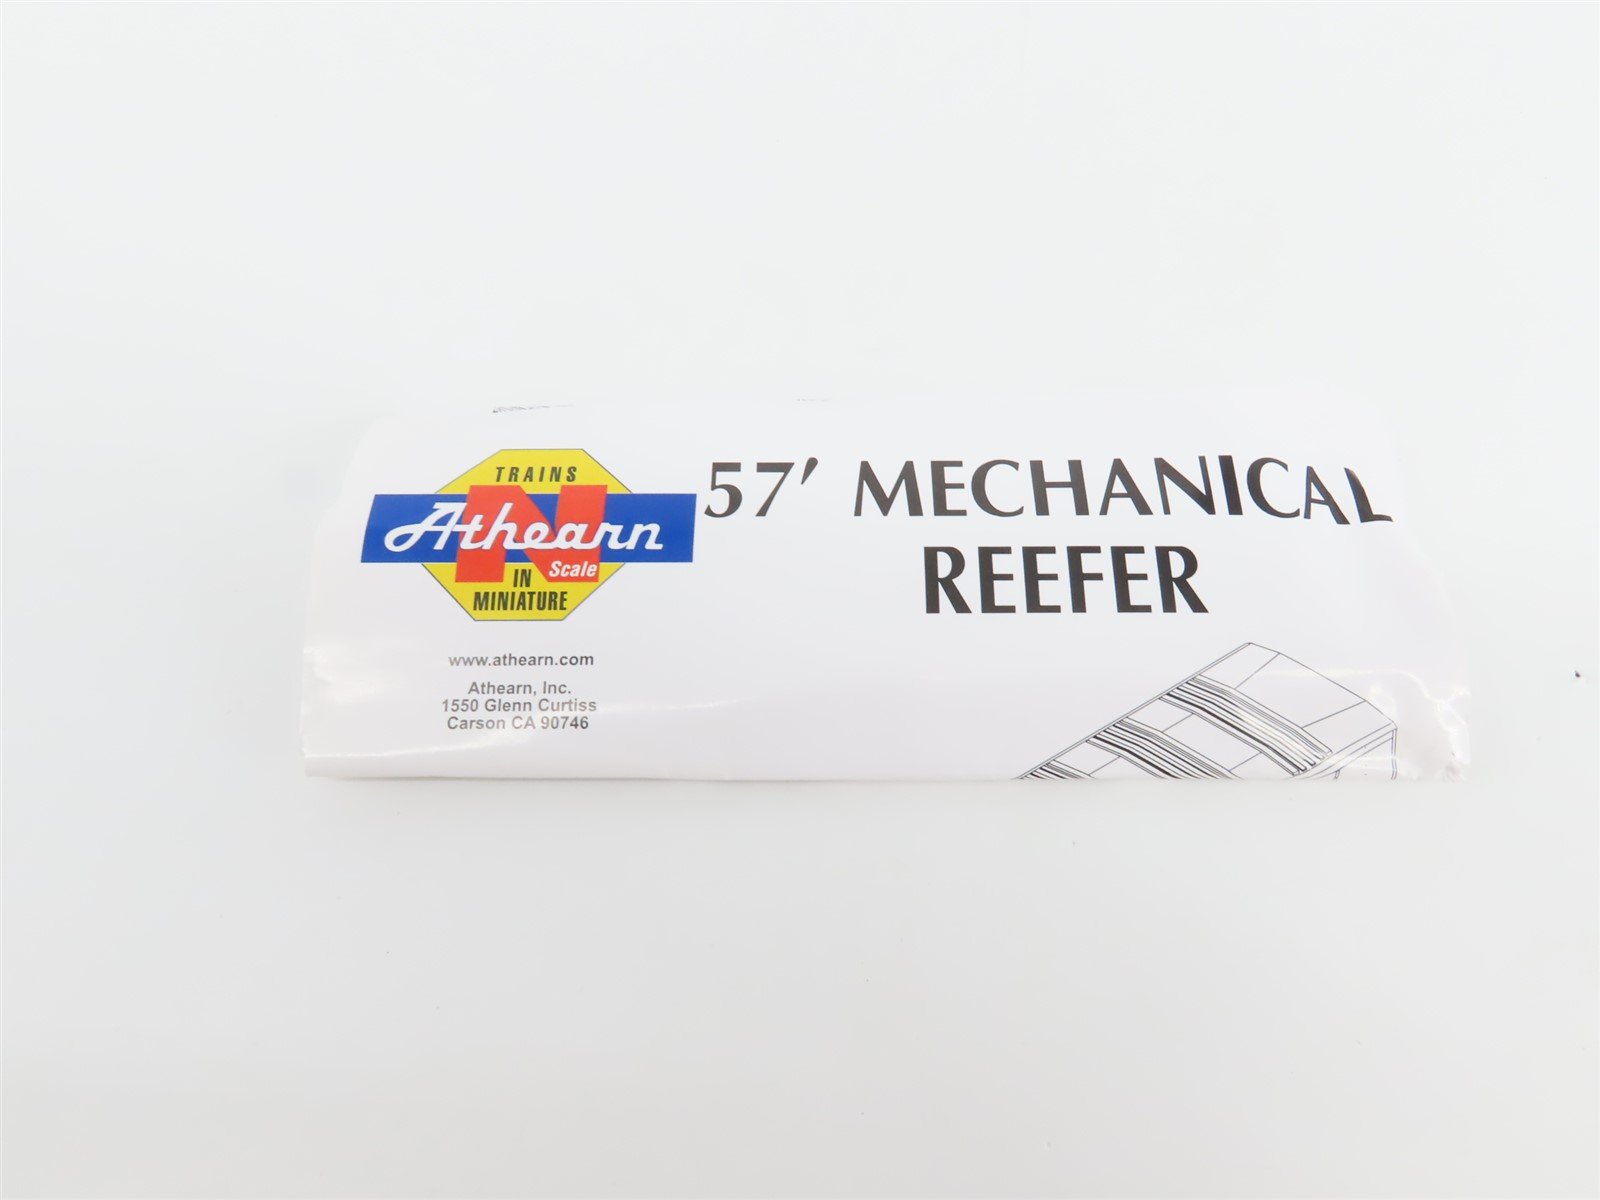 TRAINS
N
Athearn
Scale
IN
MINIATURE
57' MECHANICAL
REEFER
www.athearn.com
Athearn, Inc.
1550 Glenn Curtiss
Carson CA 90746